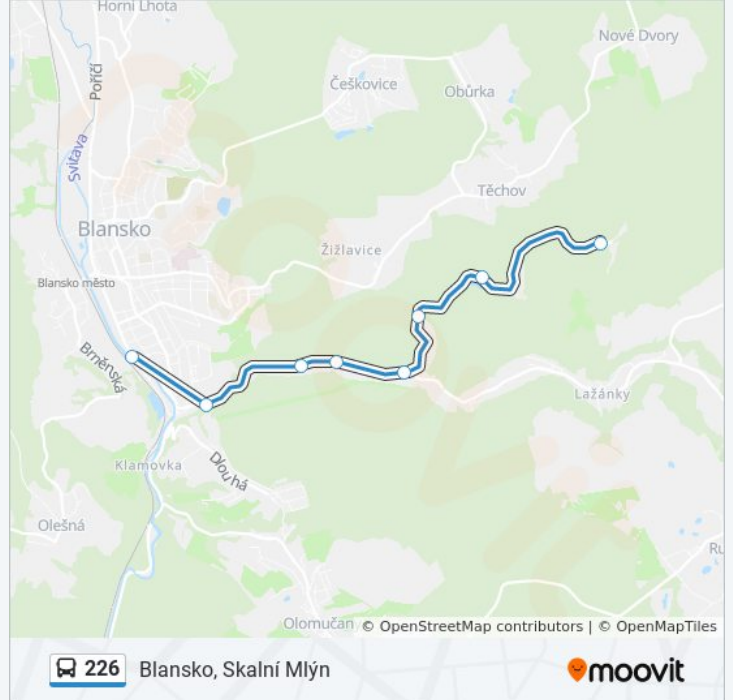 Horní Lhota
Nové Dvory
Poříčí
Češkovice
Obůrka
Svitava
Těchov
Blansko
Žižlavice
Blansko město
Brněnská
Lažánky
Klamovka
Dlouhá
Olešná
Ru
Olomučan
© OpenStreetMap contributors | © OpenMapTiles
226 Blansko, Skalní Mlýn
moovit